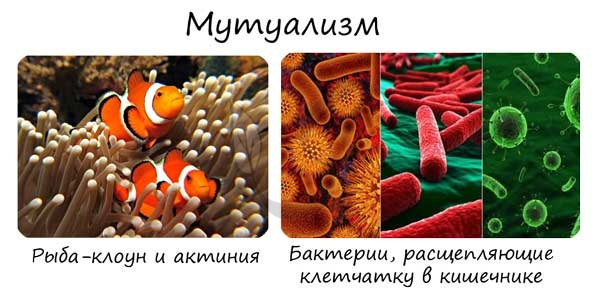 Мутуализм
Рыба-клоун и актиния
Бактерии, расщепляющие
клетчатку в кишечнике